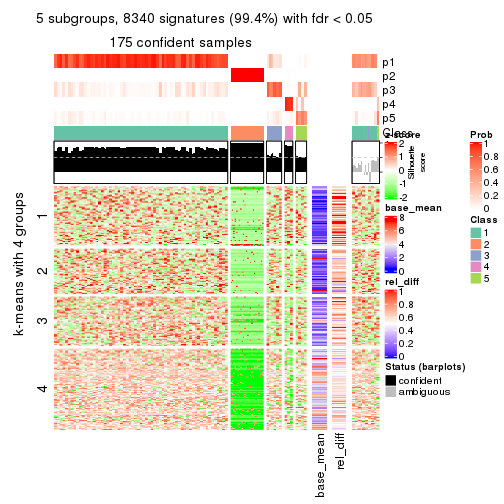 5 subgroups, 8340 signatures (99.4%) with fdr < 0.05
175 confident samples
p1
p2
p3
p4
p5
Class
Silhouette
score
k-means with 4 groups
1
2
3
4
base_mean
rel_diff
z-score
2
1
0
-1
-2
base_mean
8
6
4
2
0
rel_diff
1
0.8
0.6
0.4
0.2
0
Status (barplots)
confident
ambiguous
Prob
1
0.8
0.6
0.4
0.2
0
Class
1
2
3
4
5